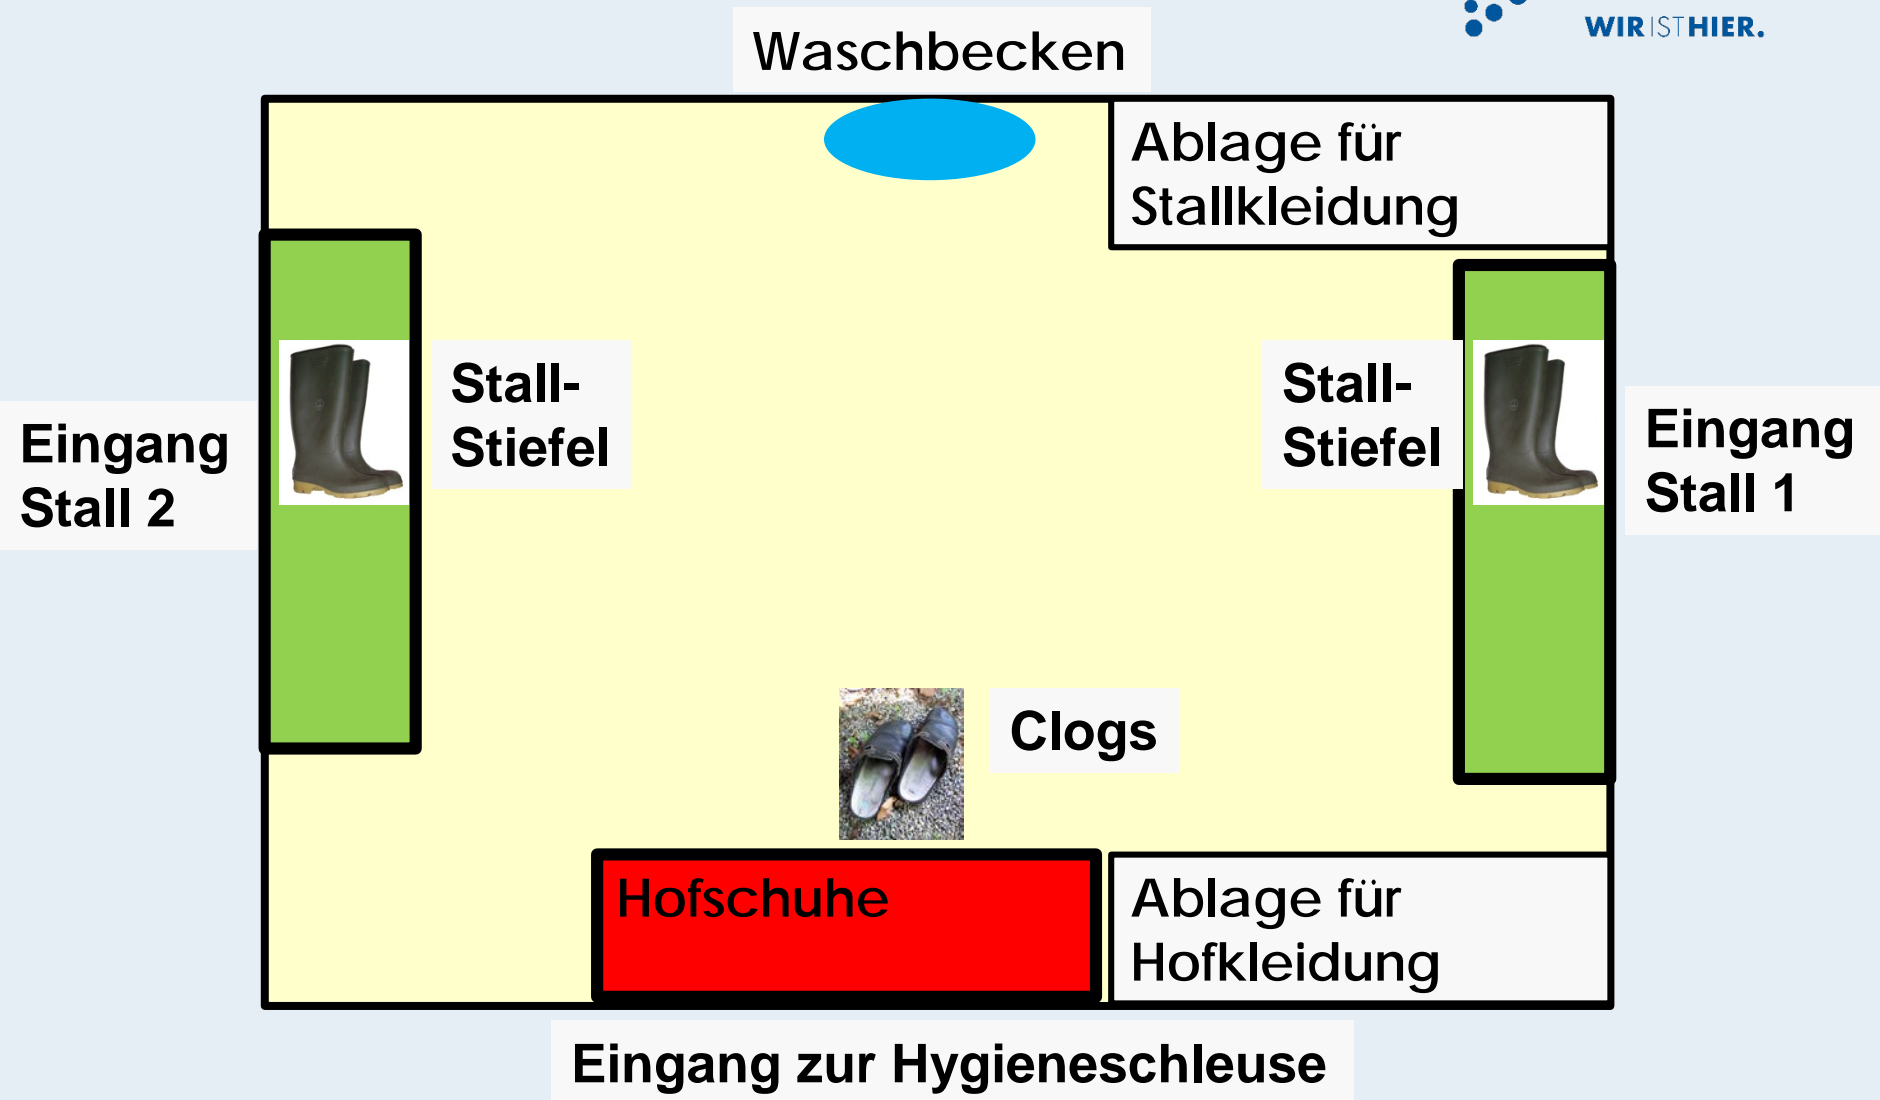 WIR IST HIER.
Waschbecken
Ablage für
Stallkleidung
Stall-
Stiefel
Stall-
Stiefel
Eingang
Stall 2
Eingang
Stall 1
Clogs
Hofschuhe
Ablage für
Hofkleidung
Eingang zur Hygieneschleuse